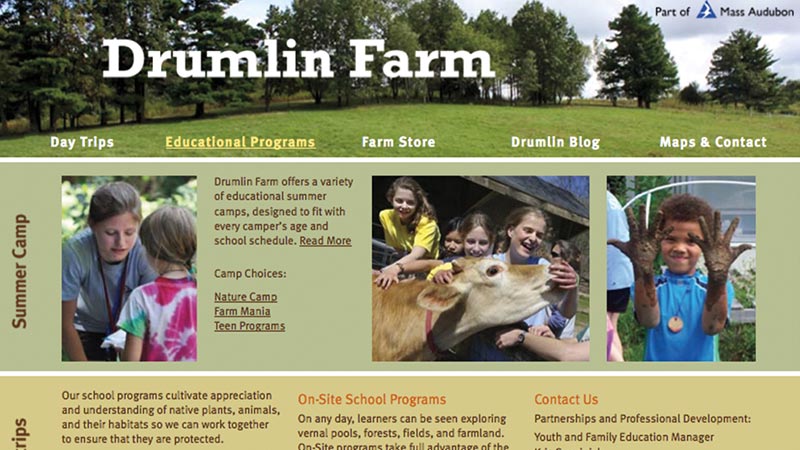 Part of Mass Audubon
Drumlin Farm
Day Trips
Educational Programs
Farm Store
Drumlin Blog
Maps & Contact
Summer Camp
Drumlin Farm offers a variety
of educational summer
camps, designed to fit with
every camper's age and
school schedule. Read More
Camp Choices:
Nature Camp
Farm Mania
Teen Programs
trips
Our school programs cultivate appreciation
and understanding of native plants, animals,
and their habitats so we can work together
to ensure that they are protected.
On-Site School Programs
On any day, learners can be seen exploring
vernal pools, forests, fields, and farmland.
On-Site programs take full advantage of the
Contact Us
Partnerships and Professional Development:
Youth and Family Education Manager